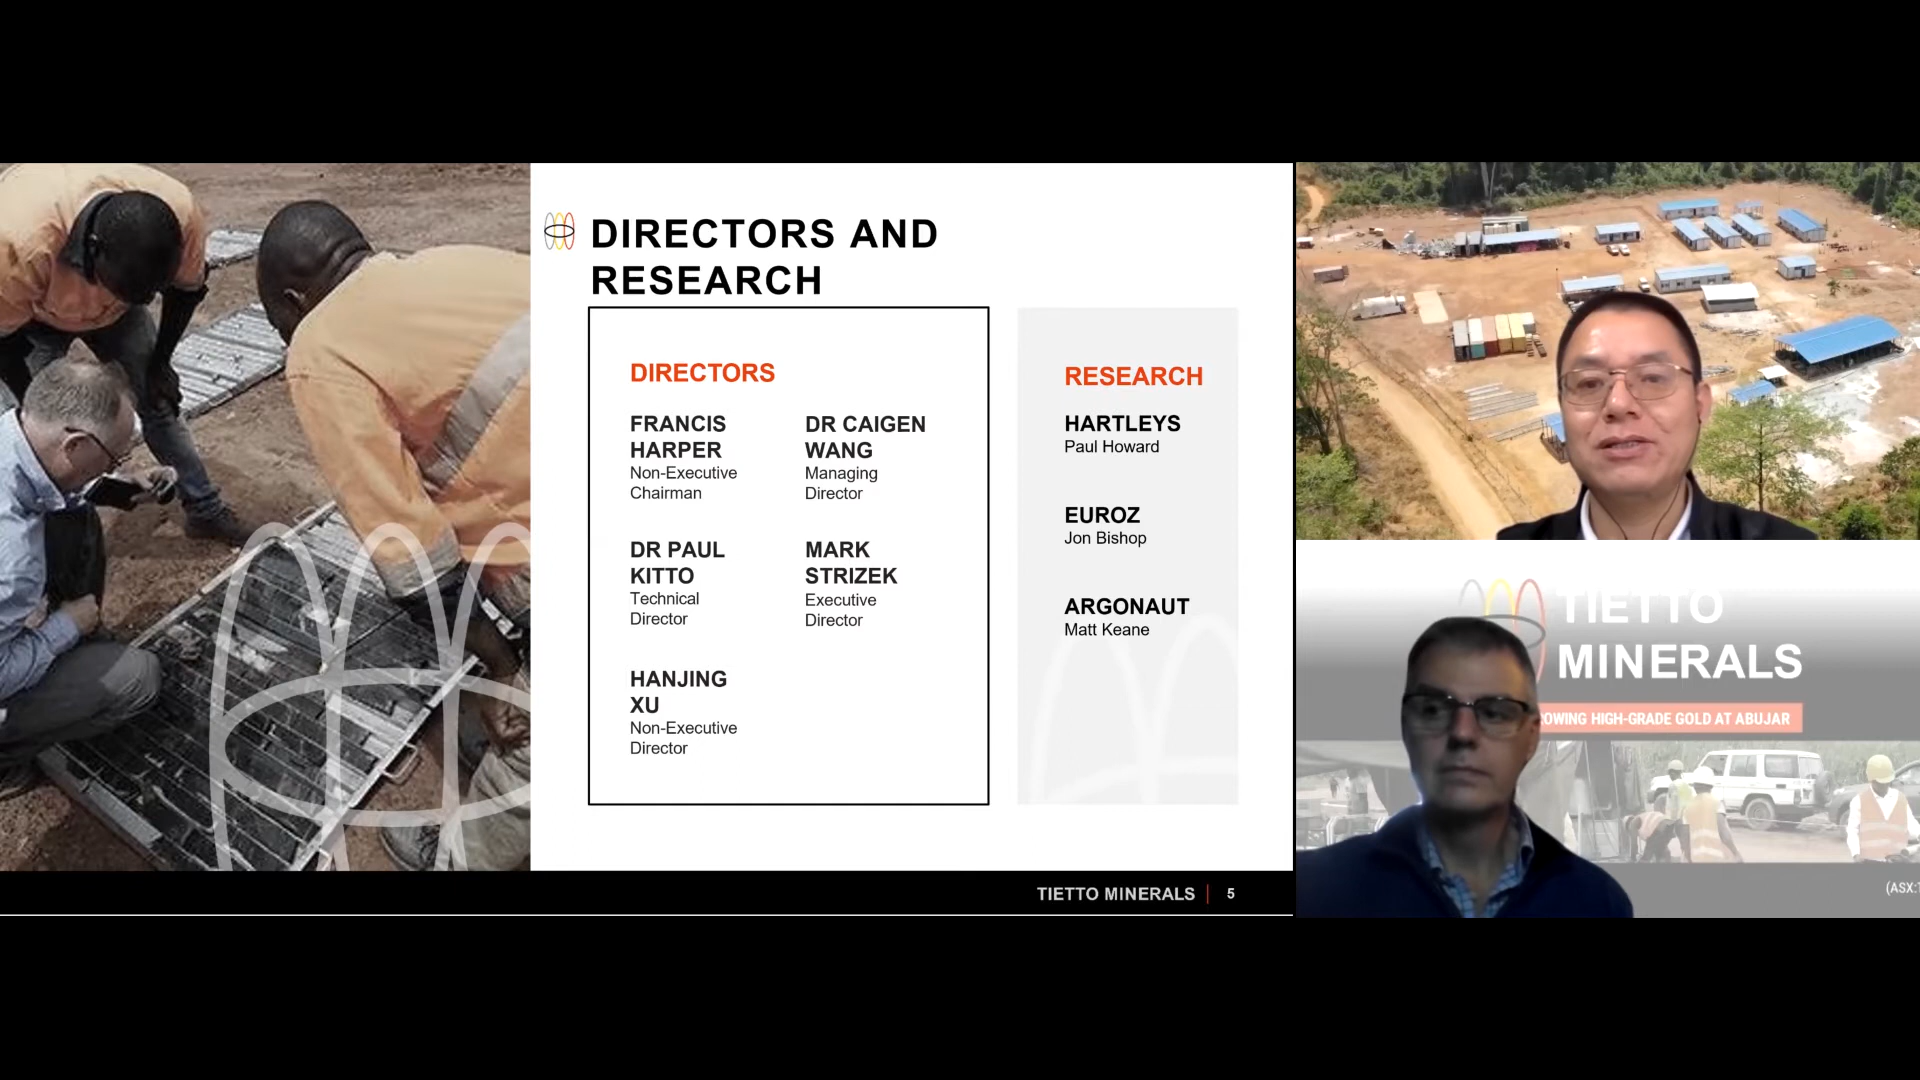 DIRECTORS AND
RESEARCH
DIRECTORS
FRANCIS
HARPER
Non-Executive
Chairman
DR CAIGEN
WANG
Managing
Director
DR PAUL
KITTO
Technical
Director
MARK
STRIZEK
Executive
Director
HANJING
XU
Non-Executive
Director
RESEARCH
HARTLEYS
Paul Howard
EUROZ
Jon Bishop
ARGONAUT
Matt Keane
TIETTO MINERALS | 5
TIETTO
MINERALS
OWING HIGH-GRADE GOLD AT ABUJAR
(ASX: